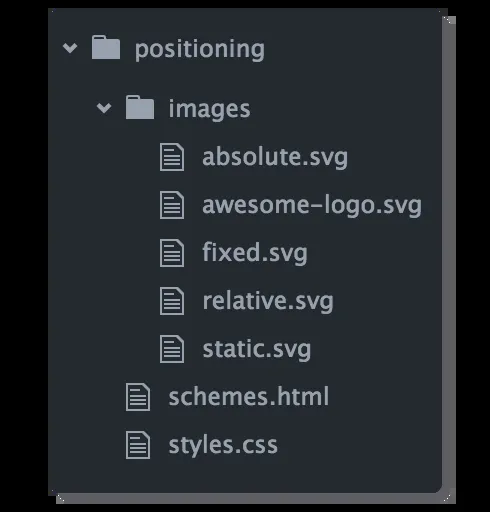 positioning
images
absolute.svg
awesome-logo.svg
fixed.svg
relative.svg
static.svg
schemes.html
styles.css